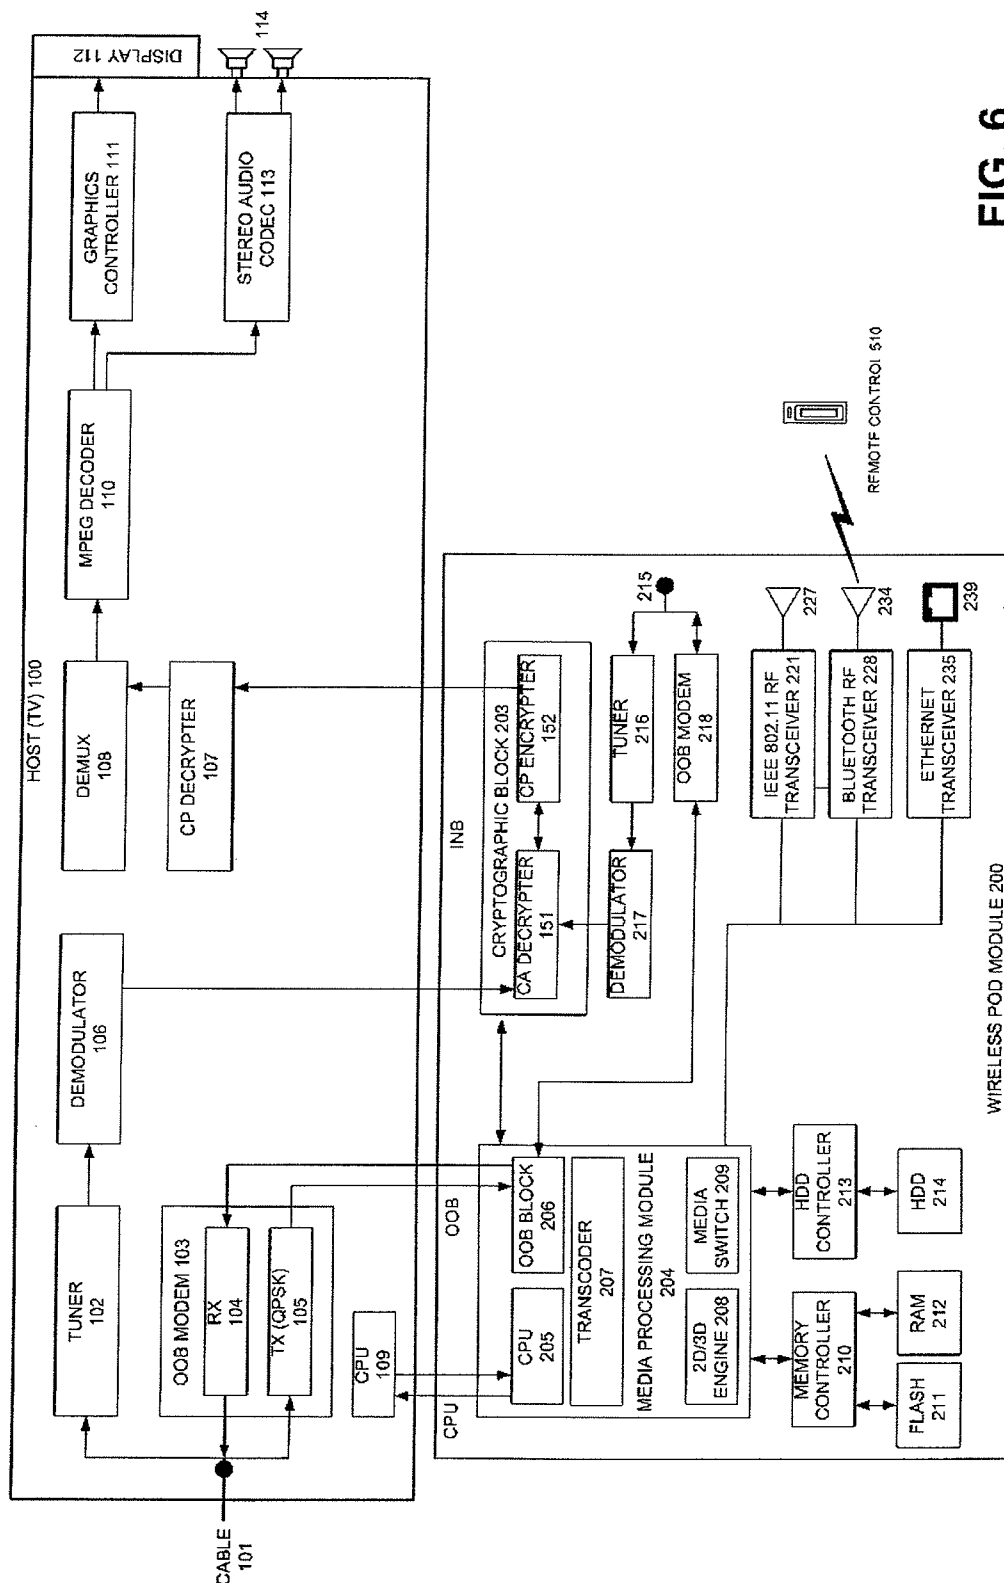 FIG. 6
HOST (TV) 100
CABLE
101
TUNER
102
DEMODULATOR
106
OOB MODEM 103
RX
104
TX (QPSK)
105
CPU
109
DEMUX
108
CP DECRYPTER
107
MPEG DECODER
110
GRAPHICS
CONTROLLER 111
STEREO AUDIO
CODEC 113
DISPLAY 112
114
CPU
OOB
INB
CRYPTOGRAPHIC BLOCK 203
CA DECRYPTER
151
CP ENCRYPTER
152
CPU
205
OOB BLOCK
206
TRANSCODER
207
MEDIA PROCESSING MODULE
204
2D/3D
ENGINE 208
MEDIA
SWITCH 209
DEMODULATOR
217
TUNER
216
215
OOB MODEM
218
MEMORY
CONTROLLER
210
HDD
CONTROLLER
213
FLASH
211
RAM
212
HDD
214
IEEE 802.11 RF
TRANSCEIVER 221
227
BLUETOOTH RF
TRANSCEIVER 228
234
ETHERNET
TRANSCEIVER 235
239
REMOTE CONTROL 510
WIRELESS POD MODULE 200